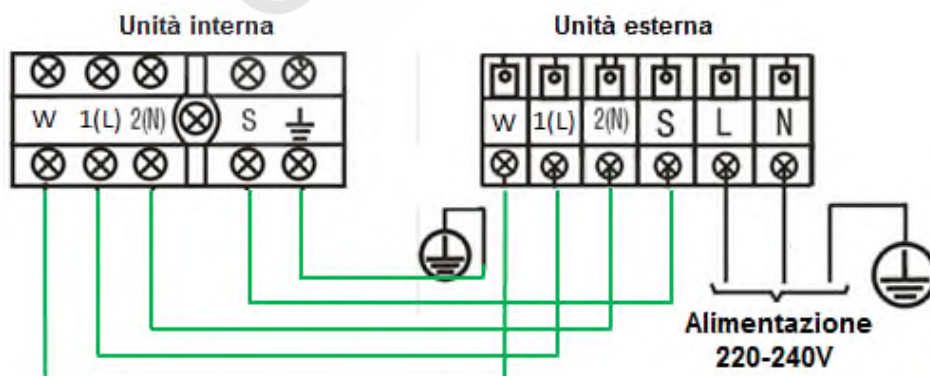 Unità interna
Unità esterna
W 1(L) 2(N) S
W 1(L) 2(N) S L N
Alimentazione
220-240V